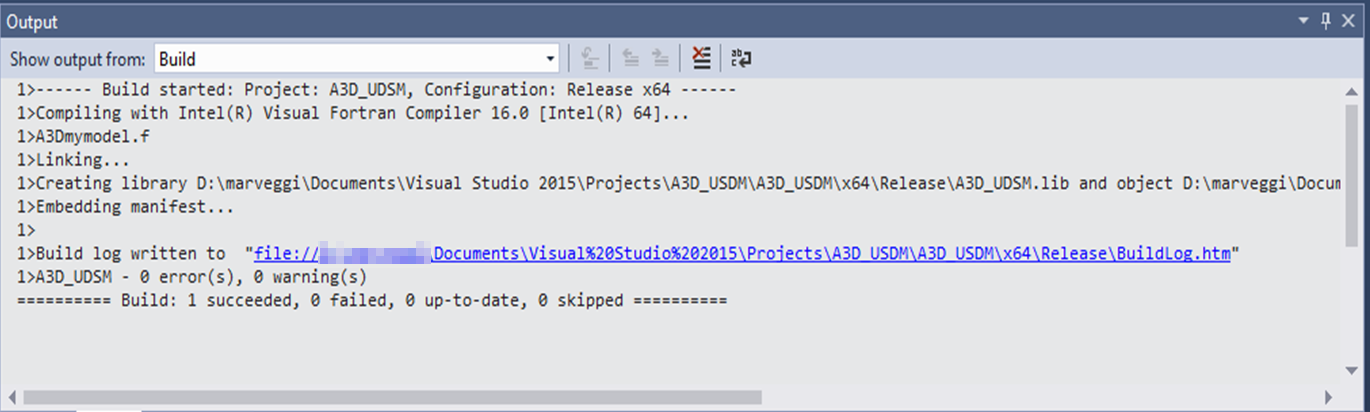 Output
Show output from: Build
1>------ Build started: Project: A3D_UDSM, Configuration: Release x64 ------
1>Compiling with Intel(R) Visual Fortran Compiler 16.0 [Intel(R) 64]...
1>A3Dmymodel.f
1>Linking...
1>Creating library D:\marveggi\Documents\Visual Studio 2015\Projects\A3D_USDM\A3D_USDM\x64\Release\A3D_UDSM.lib and object D:\marveggi\Docum
1>Embedding manifest...
1>
1>Build log written to  "file://\Documents\Visual%20Studio%202015\Projects\A3D_USDM\A3D_USDM\x64\Release\BuildLog.htm"
1>A3D_UDSM - 0 error(s), 0 warning(s)
========== Build: 1 succeeded, 0 failed, 0 up-to-date, 0 skipped ==========